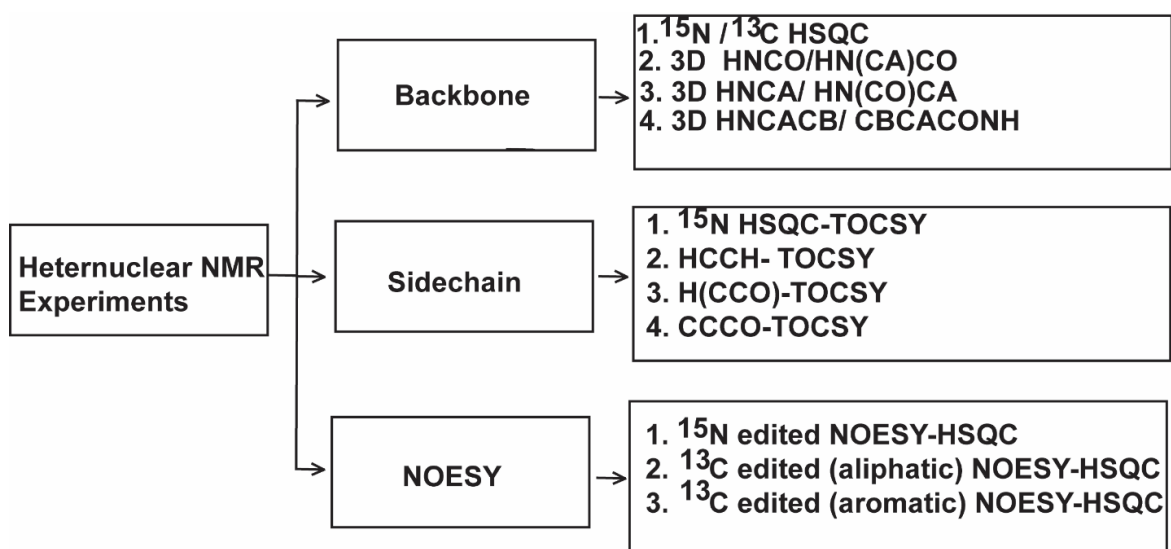 Heternuclear NMR
Experiments
Backbone
1.¹⁵N /¹³C HSQC
2. 3D HNCO/HN(CA)CO
3. 3D HNCA/ HN(CO)CA
4. 3D HNCACB/ CBCACONH
Sidechain
1. ¹⁵N HSQC-TOCSY
2. HCCH- TOCSY
3. H(CCO)-TOCSY
4. CCCO-TOCSY
NOESY
1. ¹⁵N edited NOESY-HSQC
2. ¹³C edited (aliphatic) NOESY-HSQC
3. ¹³C edited (aromatic) NOESY-HSQC